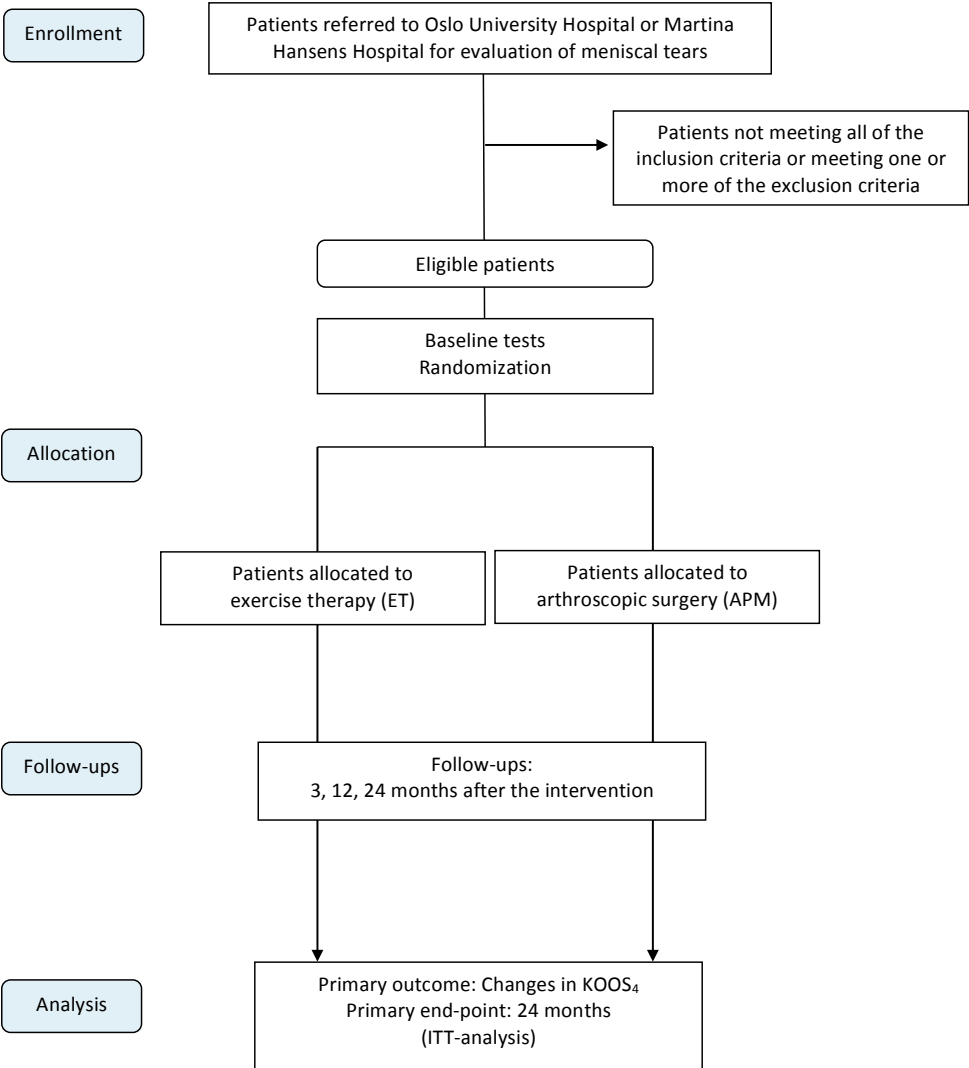 Enrollment
Patients referred to Oslo University Hospital or Martina
Hansens Hospital for evaluation of meniscal tears
Patients not meeting all of the
inclusion criteria or meeting one or
more of the exclusion criteria
Eligible patients
Baseline tests
Randomization
Allocation
Patients allocated to
exercise therapy (ET)
Patients allocated to
arthroscopic surgery (APM)
Follow-ups
Follow-ups:
3, 12, 24 months after the intervention
Analysis
Primary outcome: Changes in KOOS₄
Primary end-point: 24 months
(ITT-analysis)